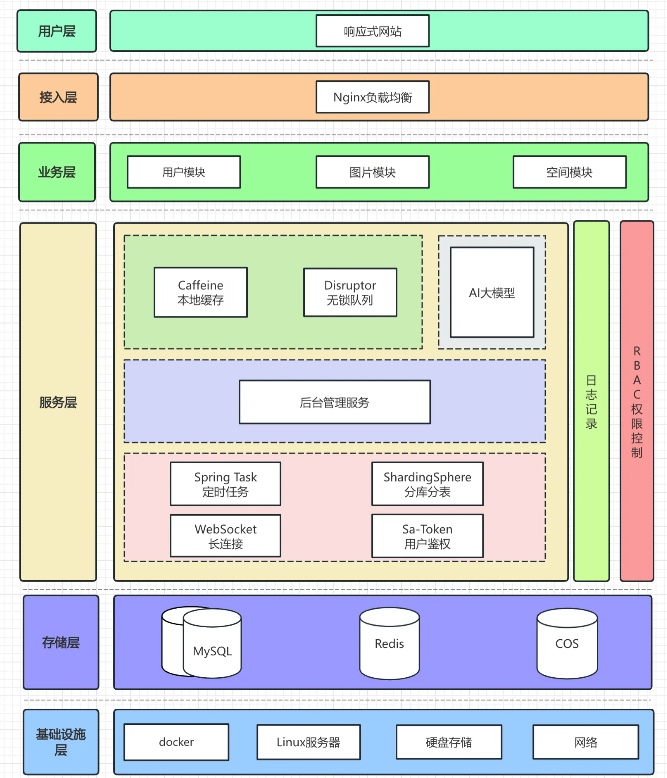 用户层
响应式网站
接入层
Nginx负载均衡
业务层
用户模块
图片模块
空间模块
服务层
Caffeine
本地缓存
Disruptor
无锁队列
AI大模型
后台管理服务
Spring Task
定时任务
ShardingSphere
分库分表
WebSocket
长连接
Sa-Token
用户鉴权
日志记录
RBAC权限控制
存储层
MySQL
Redis
COS
基础设施
层
docker
Linux服务器
硬盘存储
网络